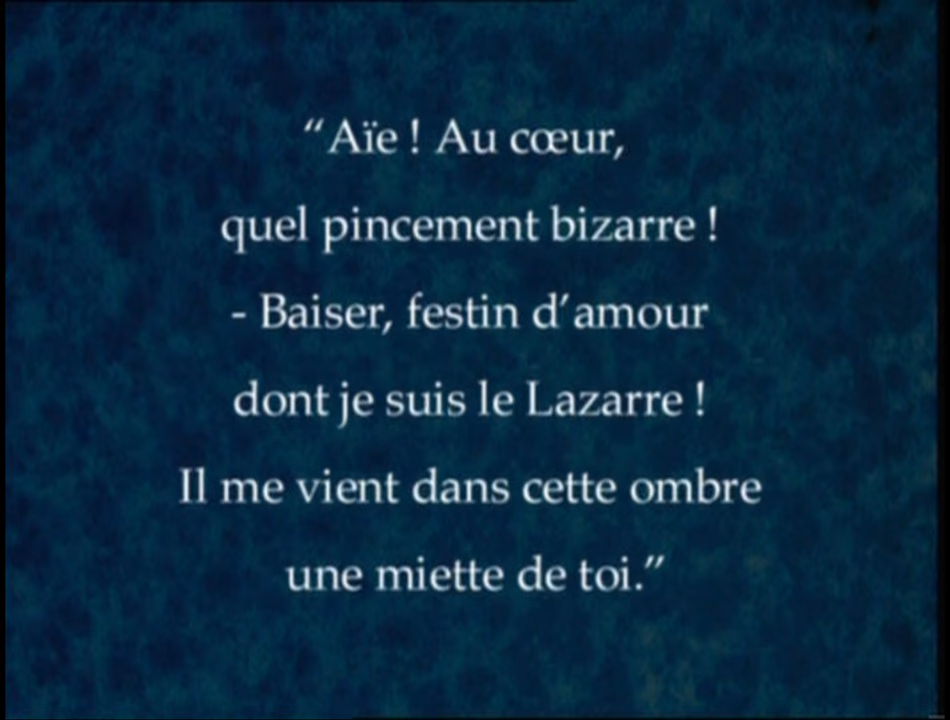 “Aïe ! Au cœur,
quel pincement bizarre !
- Baiser, festin d’amour
dont je suis le Lazarre !
Il me vient dans cette ombre
une miette de toi.”